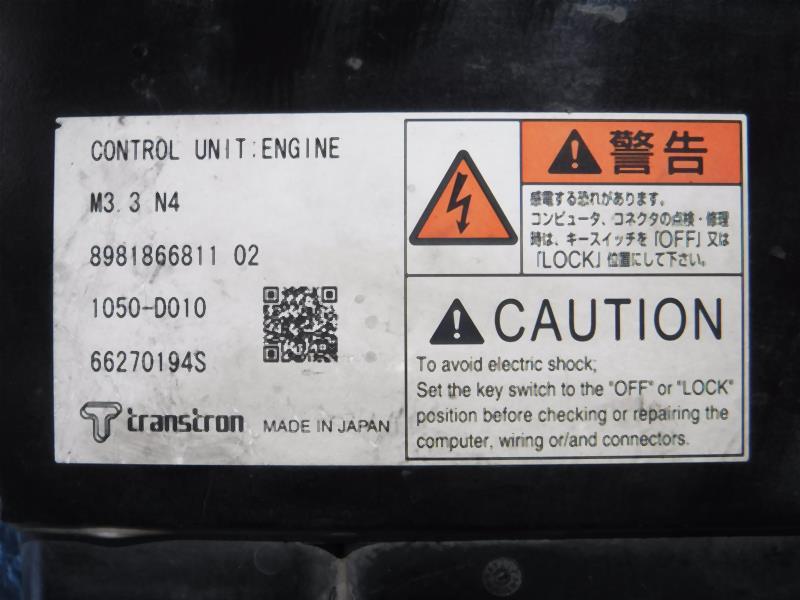 CONTROL UNIT:ENGINE
M3.3 N4
8981866811 02
1050-D010
66270194S
transtron MADE IN JAPAN
警告
感電する恐れがあります。
コンピュータ、コネクタの点検・修理
時は、キースイッチを「OFF」又は
「LOCK」位置にして下さい。
CAUTION
To avoid electric shock;
Set the key switch to the "OFF" or "LOCK"
position before checking or repairing the
computer, wiring or/and connectors.